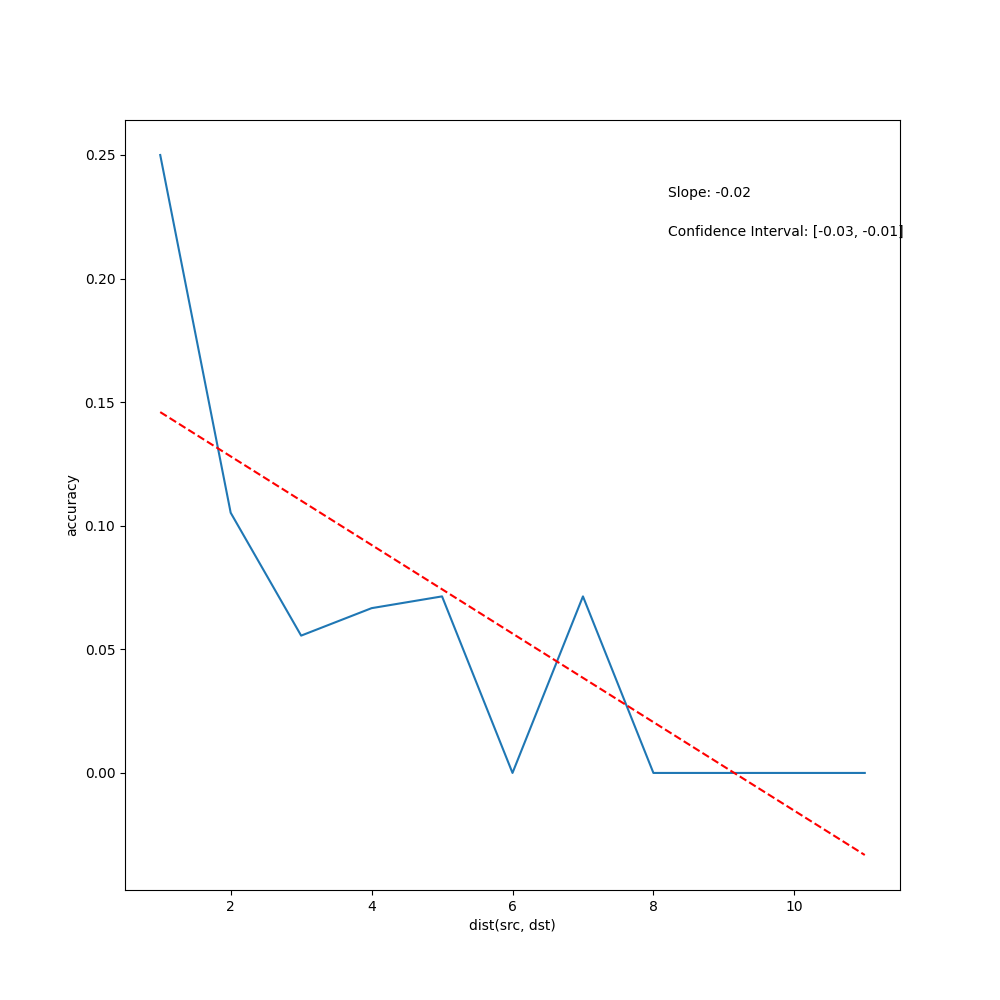 0.25
0.20
0.15
0.10
0.05
0.00
accuracy
Slope: -0.02
Confidence Interval: [-0.03, -0.01]
2 4 6 8 10
dist(src, dst)